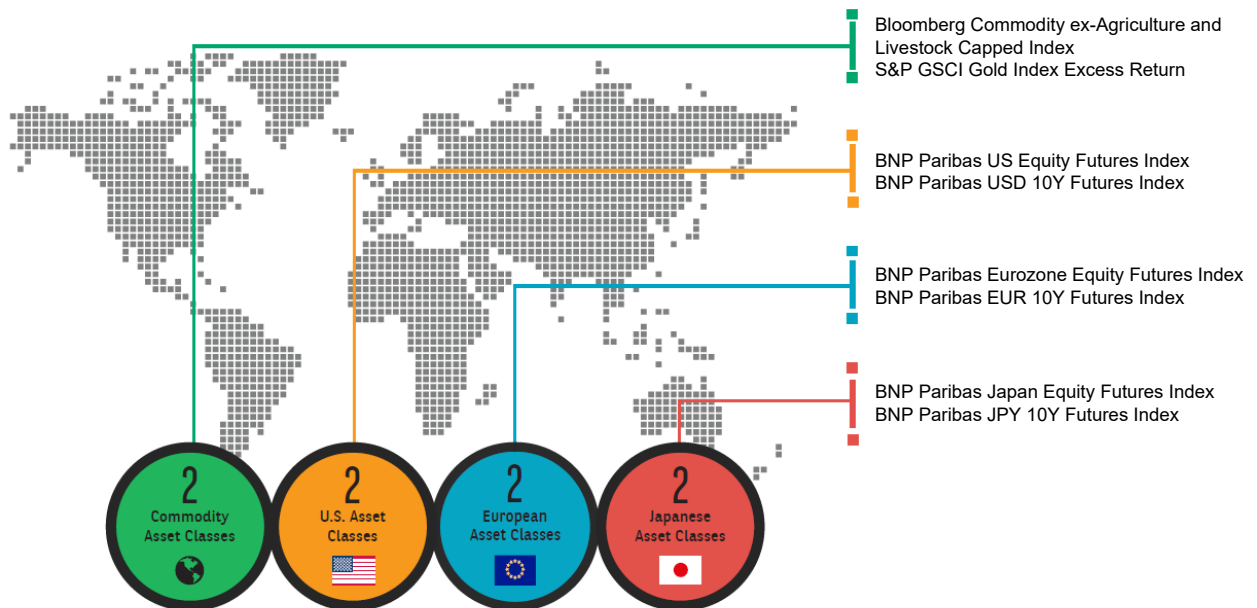 Bloomberg Commodity ex-Agriculture and
Livestock Capped Index
S&P GSCI Gold Index Excess Return
BNP Paribas US Equity Futures Index
BNP Paribas USD 10Y Futures Index
BNP Paribas Eurozone Equity Futures Index
BNP Paribas EUR 10Y Futures Index
BNP Paribas Japan Equity Futures Index
BNP Paribas JPY 10Y Futures Index
2
Commodity
Asset Classes
2
U.S. Asset
Classes
2
European
Asset Classes
2
Japanese
Asset Classes